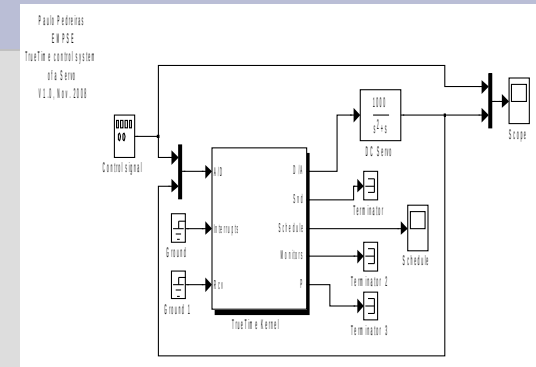 Paulo Pedreiras
EMPSE
TrueTime control system
of a Servo
V1.0, Nov. 2008
Control signal
1000
s²+s
DC Servo
Scope
A/D
D/A
Snd
Terminator
Interrupts
Schedule
Schedule
Ground
Monitors
Terminator 2
Rcv
P
Ground 1
Terminator 3
TrueTime Kernel